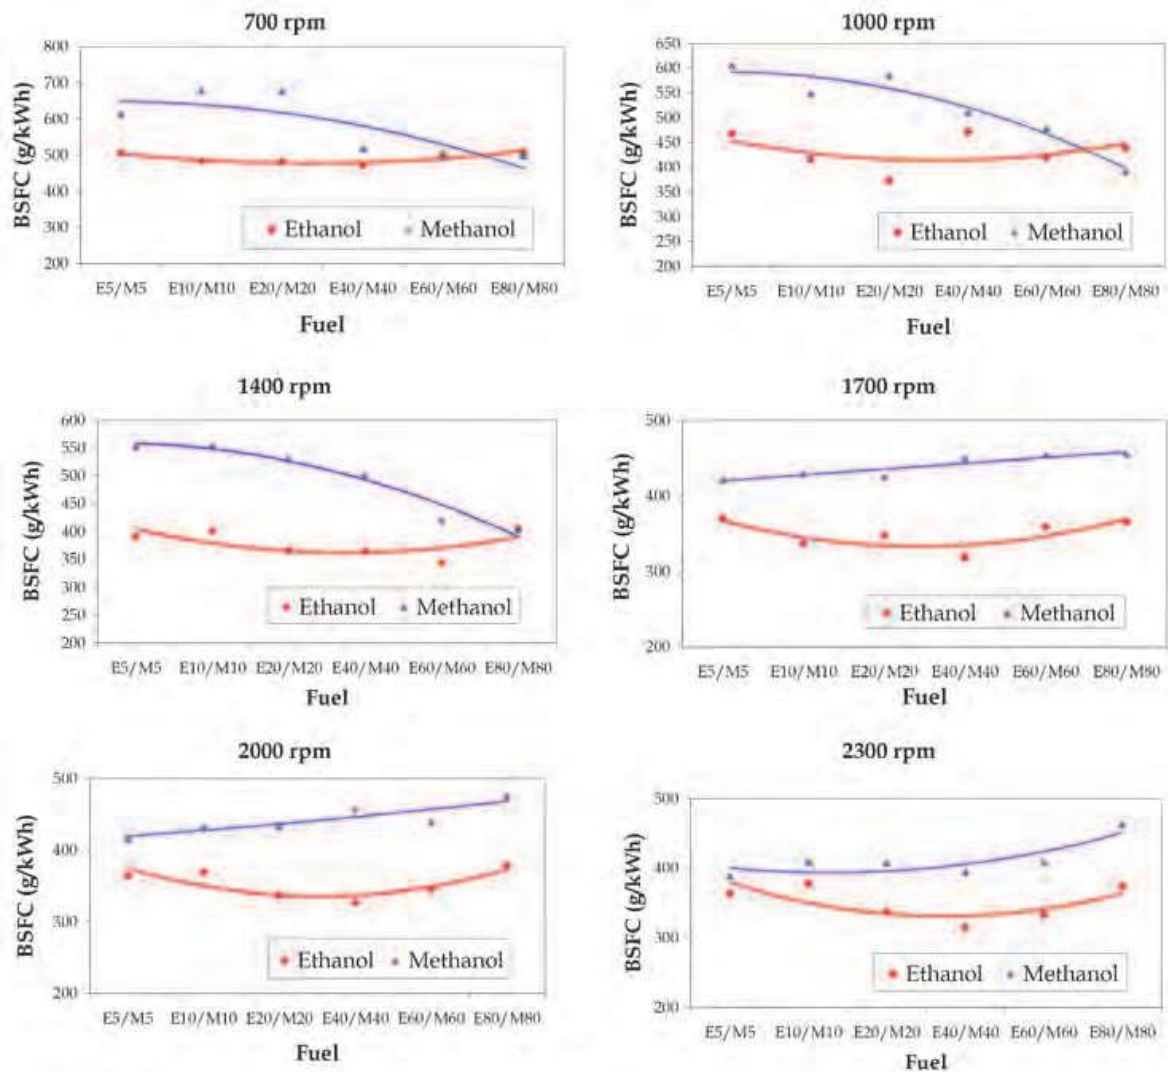 700 rpm
BSFC (g/kWh)
800
700
600
500
400
300
200
Ethanol Methanol
E5/M5 E10/M10 E20/M20 E40/M40 E60/M60 E80/M80
Fuel
1000 rpm
BSFC (g/kWh)
650
600
550
500
450
400
350
300
250
200
Ethanol Methanol
E5/M5 E10/M10 E20/M20 E40/M40 E60/M60 E80/M80
Fuel
1400 rpm
BSFC (g/kWh)
600
550
500
450
400
350
300
250
200
Ethanol Methanol
E5/M5 E10/M10 E20/M20 E40/M40 E60/M60 E80/M80
Fuel
1700 rpm
BSFC (g/kWh)
500
400
300
200
Ethanol Methanol
E5/M5 E10/M10 E20/M20 E40/M40 E60/M60 E80/M80
Fuel
2000 rpm
BSFC (g/kWh)
500
400
300
200
Ethanol Methanol
E5/M5 E10/M10 E20/M20 E40/M40 E60/M60 E80/M80
Fuel
2300 rpm
BSFC (g/kWh)
500
400
300
200
Ethanol Methanol
E5/M5 E10/M10 E20/M20 E40/M40 E60/M60 E80/M80
Fuel